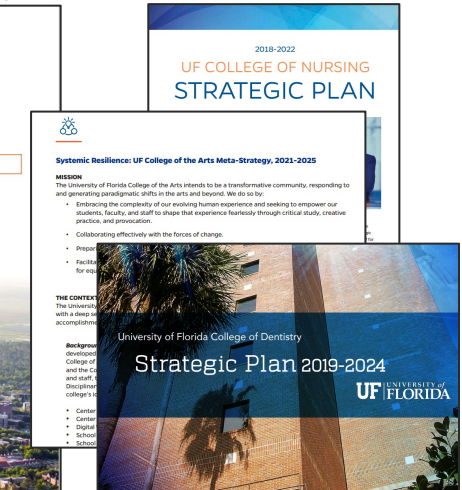 2018-2022
UF COLLEGE OF NURSING
STRATEGIC PLAN
Systemic Resilience: UF College of the Arts Meta-Strategy, 2021-2025
MISSION
The University of Florida College of the Arts intends to be a transformative community, responding to
and generating paradigmatic shifts in the arts and beyond. We do so by:
• Embracing the complexity of our evolving human experience and seeking to empower our
students, faculty, and staff to shape that experience fearlessly through critical study, creative
practice, and provocation.
• Collaborating effectively with the forces of change.
•
• 
for equ
THE CONTEXT
The University
with a deep se
accomplishme
developed
College of
and the Co
and staff,
college's
• Center
• Center
• Digital
• School
• School
for
University of Florida College of Dentistry
Strategic Plan 2019-2024
UF UNIVERSITY of
FLORIDA